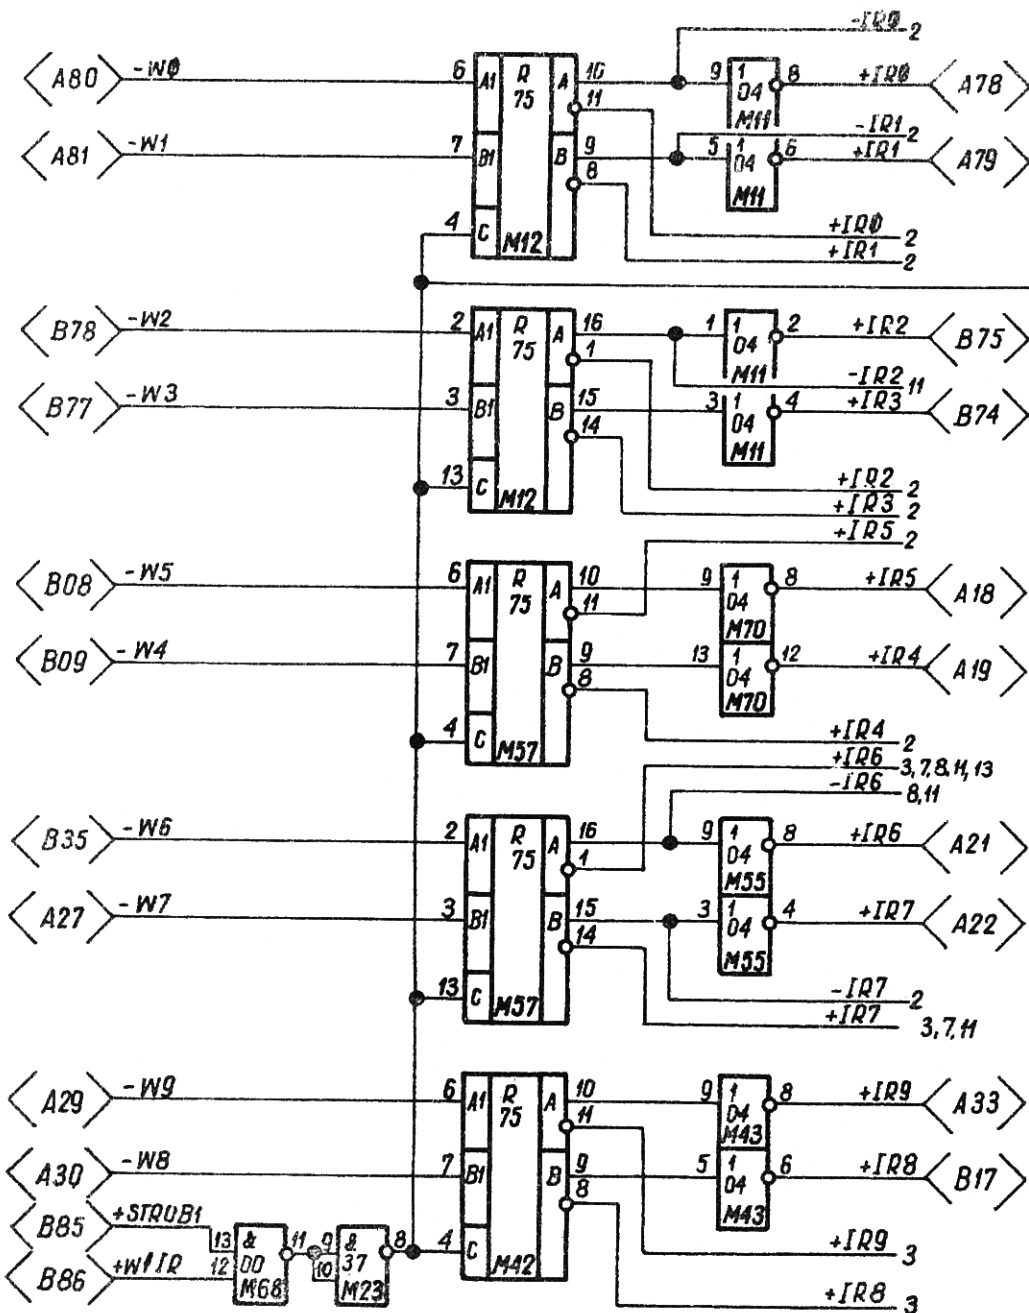 -IRØ 2
A80 -WØ 6 A1 R 75 A 10 9 1 04 M11 8 +IRØ A78
11
-IR1 2
A81 -W1 7 B1 B 9 5 1 04 M11 6 +IR1 A79
8
4 C M12
+IRØ 2
+IR1 2
B78 -W2 2 A1 R 75 A 16 1 1 04 M11 2 +IR2 B75
1
-IR2 11
B77 -W3 3 B1 B 15 3 1 04 M11 4 +IR3 B74
14
13 C M12
+IR2 2
+IR3 2
+IR5 2
B08 -W5 6 A1 R 75 A 10 9 1 04 M70 8 +IR5 A18
11
B09 -W4 7 B1 B 9 13 1 04 M70 12 +IR4 A19
8
4 C M57
+IR4 2
+IR6 3,7,8,11,13
-IR6 8,11
B35 -W6 2 A1 R 75 A 16 9 1 04 M55 8 +IR6 A21
1
A27 -W7 3 B1 B 15 3 1 04 M55 4 +IR7 A22
14
13 C M57
-IR7 2
+IR7 3,7,11
A29 -W9 6 A1 R 75 A 10 9 1 04 M43 8 +IR9 A33
11
A30 -W8 7 B1 B 9 5 1 04 M43 6 +IR8 B17
8
B85 +STROB1 13 & 00 M68 11 9 & 37 M23 8 4 C M42
B86 +W/IR 12 10
+IR9 3
+IR8 3